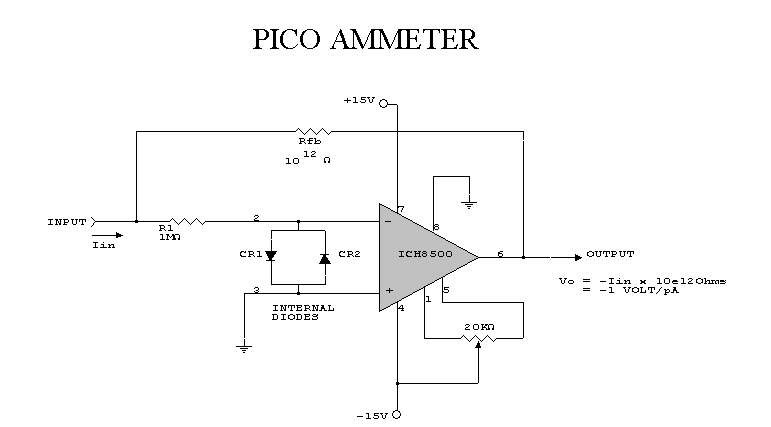 PICO AMMETER
+15V
Rfb
10 12 Ω
7
INPUT
R1
1MΩ
2
−
8
Iin
CR1
CR2
ICH8500
6
OUTPUT
Vo = -Iin x 10e12Ohms
= -1 VOLT/pA
3
+
5
1
4
INTERNAL
DIODES
20KΩ
-15V